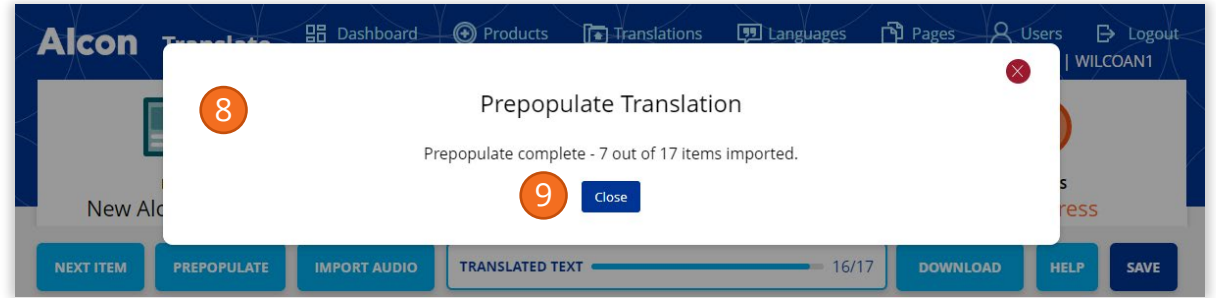 Alcon Translate Dashboard Products Translations Languages Pages Users Logout
| WILCOAN1
8
Prepopulate Translation
Prepopulate complete - 7 out of 17 items imported.
9 Close
New Alc
NEXT ITEM PREPOPULATE IMPORT AUDIO TRANSLATED TEXT 16/17 DOWNLOAD HELP SAVE